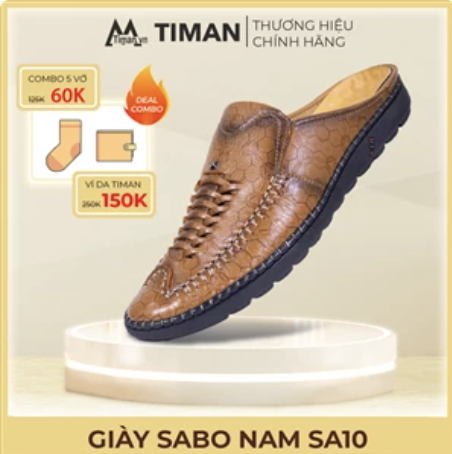 Timan.vn
TIMAN
THƯƠNG HIỆU
CHÍNH HÃNG
COMBO 5 VỚ
125K 60K
DEAL
COMBO
VÍ DA TIMAN
250K 150K
GIÀY SABO NAM SA10